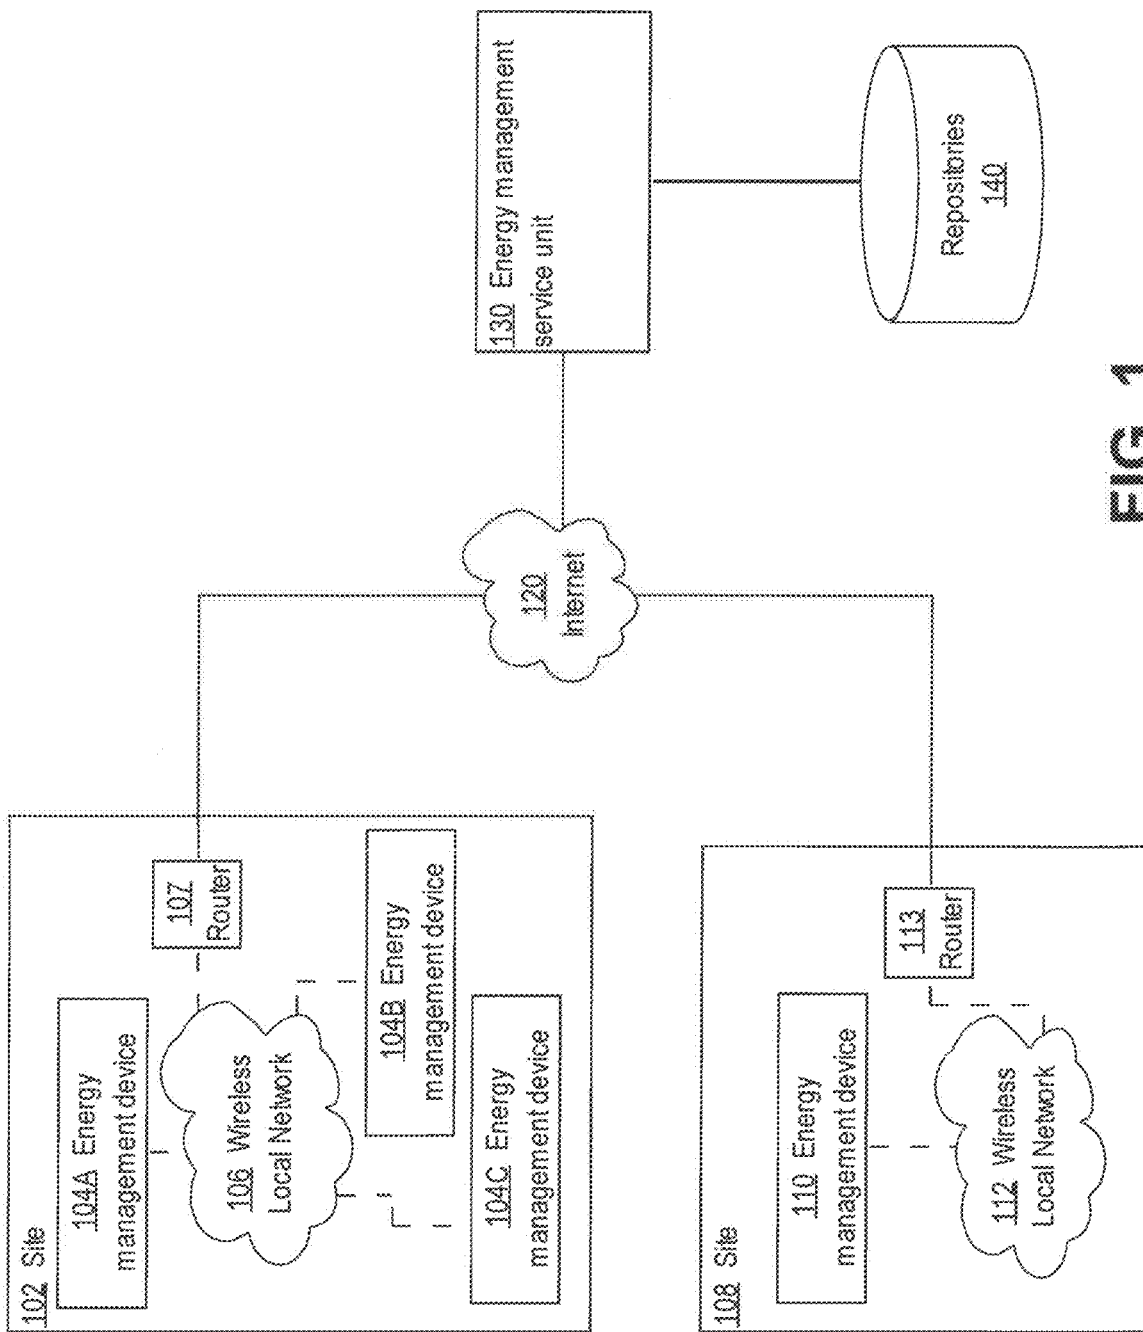 102 Site
104A Energy
management device
106 Wireless
Local Network
107
Router
104B Energy
management device
104C Energy
management device
108 Site
110 Energy
management device
112 Wireless
Local Network
113
Router
120
Internet
130 Energy management
service unit
Repositories
140
FIG. 1